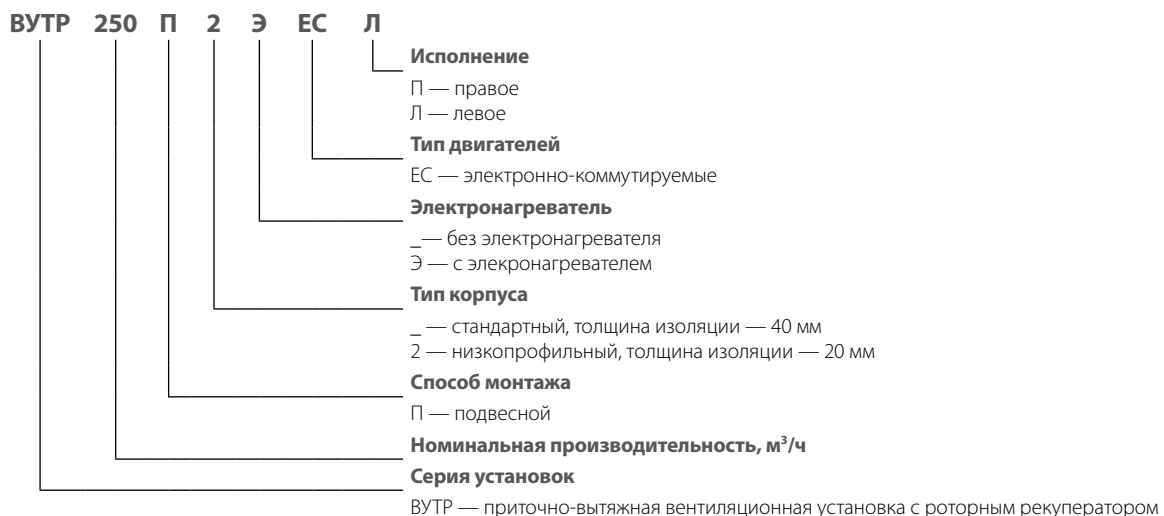 ВУТР 250 П 2 Э ЕС Л
Исполнение
П — правое
Л — левое
Тип двигателей
ЕС — электронно-коммутируемые
Электронагреватель
_— без электронагревателя
Э — с элекронагревателем
Тип корпуса
_ — стандартный, толщина изоляции — 40 мм
2 — низкопрофильный, толщина изоляции — 20 мм
Способ монтажа
П — подвесной
Номинальная производительность, м³/ч
Серия установок
ВУТР — приточно-вытяжная вентиляционная установка с роторным рекуператором